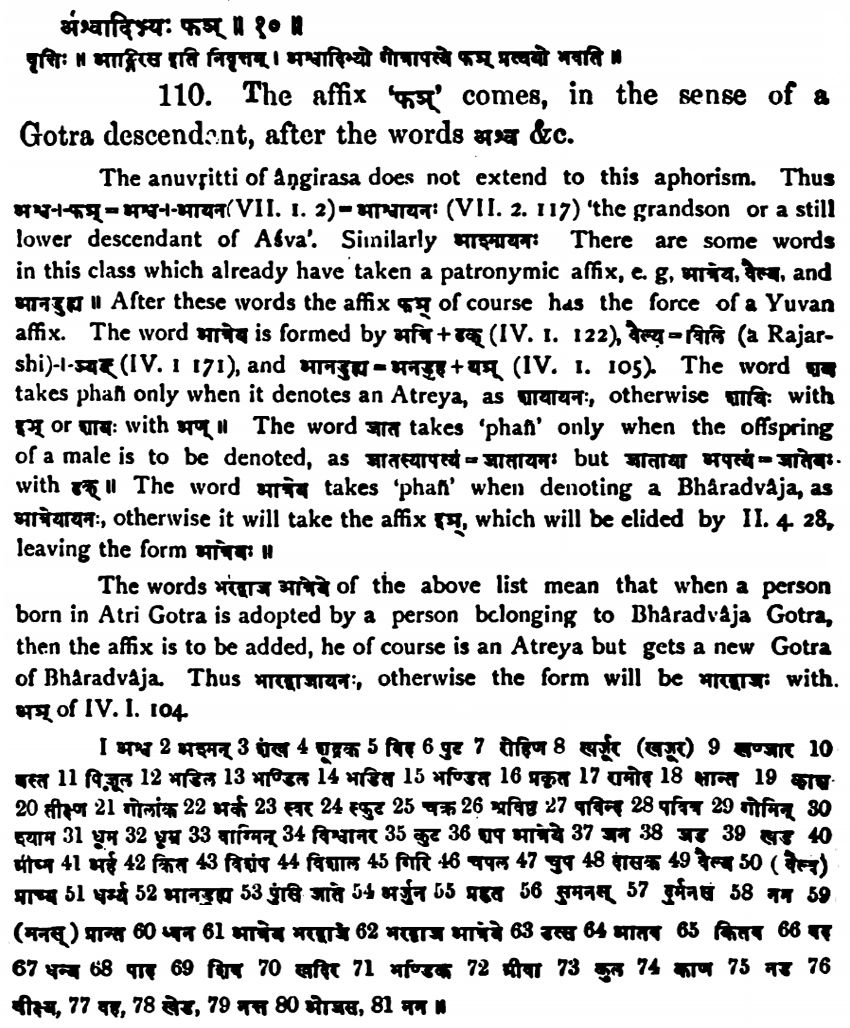 अश्वादिभ्यः फञ् ॥ ११० ॥
वृत्तिः ॥ आङ्गिरस इति निवृत्तम् । अश्वादिभ्यो गोत्रापत्ये फञ् प्रत्ययो भवति ॥
110. The affix 'फञ्' comes, in the sense of a
Gotra descendant, after the words अश्व &c.
The anuvṛitti of âṇgirasa does not extend to this aphorism. Thus
अश्व+फञ्=अश्व+आयन(VII. 1. 2)=आश्वायनः (VII. 2. 117) 'the grandson or a still
lower descendant of Aśva'. Similarly आश्मायनः There are some words
in this class which already have taken a patronymic affix, e. g, आत्रेय, वैल्य, and
आनडुह्य ॥ After these words the affix फञ् of course has the force of a Yuvan
affix. The word आत्रेय is formed by अत्रि+ढक् (IV. 1. 122), वैल्य=विलि (a Rajar-
shi)+ञ्यङ् (IV. 1 171), and आनडुह्य=अनडुह+यञ् (IV. 1. 105). The word शप
takes phañ only when it denotes an Atreya, as शापायनः, otherwise शापिः with
इञ् or शापः with अण् ॥ The word जात takes 'phañ' only when the offspring
of a male is to be denoted, as जातस्यापत्यं=जातायनः but जाताया अपत्यं=जातेयः
with ढक् ॥ The word आत्रेय takes 'phañ' when denoting a Bhâradvâja, as
आत्रेयायनः, otherwise it will take the affix इञ्, which will be elided by II. 4. 28,
leaving the form आत्रेयः ॥
The words भरद्वाज आत्रेये of the above list mean that when a person
born in Atri Gotra is adopted by a person belonging to Bhâradvâja Gotra,
then the affix is to be added, he of course is an Atreya but gets a new Gotra
of Bhâradvâja. Thus भारद्वाजायनः, otherwise the form will be भारद्वाजः with.
अञ् of IV. I. 104.
I अश्व 2 अश्मन् 3 शंख 4 शूद्रक 5 विद 6 पुट 7 रोहिण 8 खर्जूर (खजूर) 9 खञ्जार 10
बस्त 11 पिजूल 12 भडिल 13 भण्डिल 14 भडित 15 भण्डित 16 प्रकृत 17 रामोद 18 क्षान्त 19 काश
20 तीक्ष्ण 21 गोलांक 22 अर्क 23 स्वर 24 स्फुट 25 चक्र 26 श्रविष्ठ 27 पविन्द 28 पवित्र 29 गोमिन् 30
श्याम 31 धूम 32 धूम्र 33 वाग्मिन् 34 विश्वानर 35 कुट 36 शप आत्रेये 37 जन 38 जड 39 खड 40
ग्रीष्म 41 अर्ह 42 कित 43 विशंप 44 विशाल 45 गिरि 46 चपल 47 चुप 48 दासक 49 वैल्य 50 (वैल्व)
प्राच्य 51 धर्म्य 52 आनडुह्य 53 पुंसि जाते 54 अर्जुन 55 प्रहृत 56 सुमनस् 57 दुर्मनस् 58 नम 59
(मनस्) प्रान्त 60 ध्वन 61 आत्रेय भरद्वाजे 62 भरद्वाज आत्रेये 63 उत्स 64 आतव 65 कितव 66 वद
67 धन्य 68 पाद 69 शिव 70 खदिर 71 भण्डिक 72 ग्रीवा 73 कुल 74 काण 75 नड 76
वीक्ष्य, 77 वह, 78 खेड, 79 नत्त 80 ओजस, 81 नभ ॥